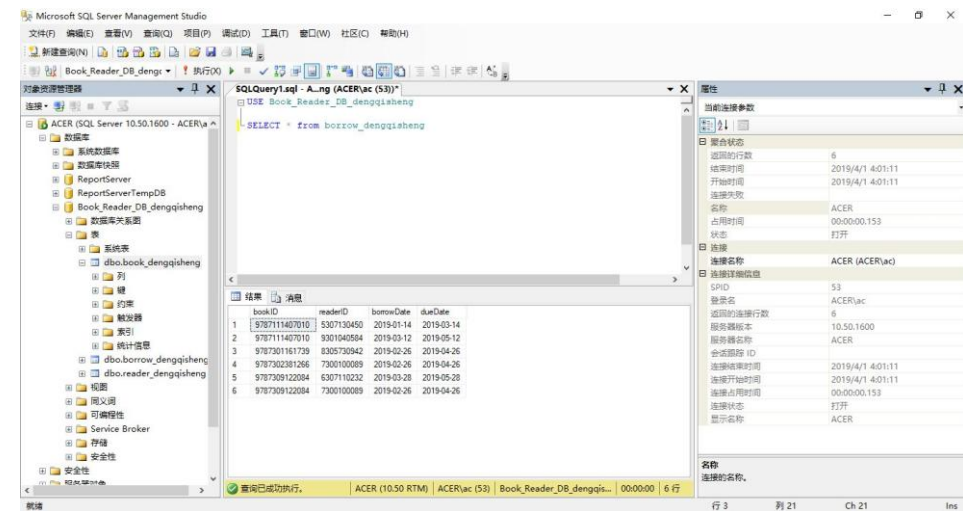 Microsoft SQL Server Management Studio
文件(F) 编辑(E) 查看(V) 查询(Q) 项目(P) 调试(D) 工具(T) 窗口(W) 社区(C) 帮助(H)
新建查询(N)
Book_Reader_DB_dengc 执行(X)
对象资源管理器
连接
ACER (SQL Server 10.50.1600 - ACER\a
数据库
系统数据库
数据库快照
ReportServer
ReportServerTempDB
Book_Reader_DB_dengqisheng
数据库关系图
表
系统表
dbo.book_dengqisheng
列
键
约束
触发器
索引
统计信息
dbo.borrow_dengqisheng
dbo.reader_dengqisheng
视图
同义词
可编程性
Service Broker
存储
安全性
安全性
服务器对象
SQLQuery1.sql - A...ng (ACER\ac (53))*
USE Book_Reader_DB_dengqisheng
SELECT * from borrow_dengqisheng
结果 消息
bookID readerID borrowDate dueDate
1 9787111407010 5307130450 2019-01-14 2019-03-14
2 9787111407010 9301040584 2019-03-12 2019-05-12
3 9787301161739 8305730942 2019-02-26 2019-04-26
4 9787302381266 7300100089 2019-02-26 2019-04-26
5 9787309122084 6307110232 2019-03-28 2019-05-28
6 9787309122084 7300100089 2019-02-26 2019-04-26
查询已成功执行。 ACER (10.50 RTM) ACER\ac (53) Book_Reader_DB_dengqis... 00:00:00 6 行
属性
当前连接参数
聚合状态
返回的行数 6
结束时间 2019/4/1 4:01:11
开始时间 2019/4/1 4:01:11
连接失败
名称 ACER
占用时间 00:00:00.153
状态 打开
连接
连接名称 ACER (ACER\ac)
连接详细信息
SPID 53
登录名 ACER\ac
返回的连接行数 6
服务器版本 10.50.1600
服务器名称 ACER
会话跟踪 ID
连接结束时间 2019/4/1 4:01:11
连接开始时间 2019/4/1 4:01:11
连接占用时间 00:00:00.153
连接状态 打开
显示名称 ACER
名称
连接的名称。
就绪 行 3 列 21 Ch 21 Ins